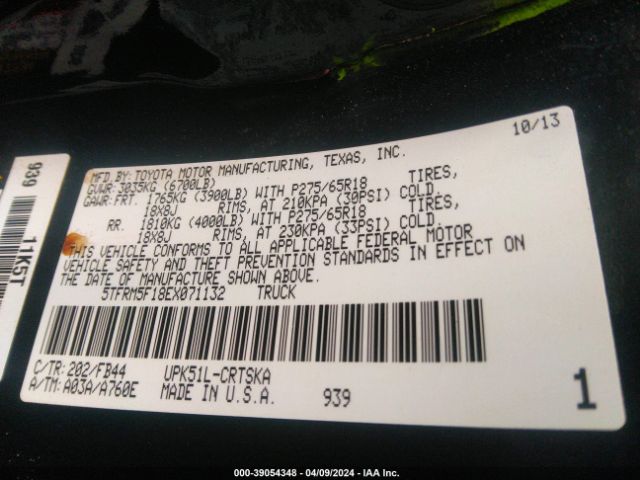 10/13
MFD.BY: TOYOTA MOTOR MANUFACTURING, TEXAS, INC.
GVWR: 3035KG (6700LB)
GAWR: FRT. 1765KG (3900LB) WITH P275/65R18 TIRES,
18X8J RIMS, AT 210KPA (30PSI) COLD.
RR. 1810KG (4000LB) WITH P275/65R18 TIRES,
18X8J RIMS, AT 230KPA (33PSI) COLD.
THIS VEHICLE CONFORMS TO ALL APPLICABLE FEDERAL MOTOR
VEHICLE SAFETY AND THEFT PREVENTION STANDARDS IN EFFECT ON
THE DATE OF MANUFACTURE SHOWN ABOVE.
5TFRM5F18EX071132 TRUCK
C/TR: 202/FB44 UPK51L-CRTSKA
A/TM: A03A/A760E MADE IN U.S.A. 939
1
939
11K5T
000-39054348 - 04/09/2024 - IAA Inc.